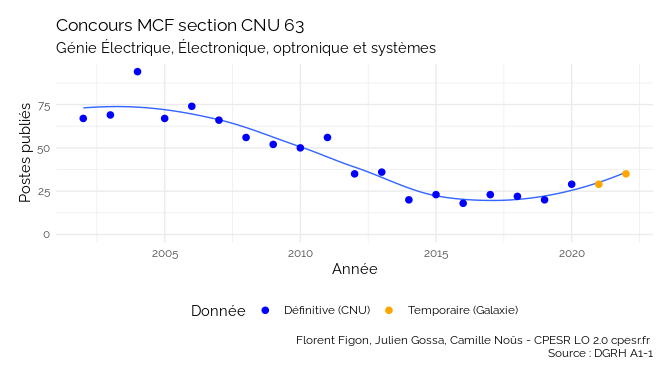 Concours MCF section CNU 63
Génie Électrique, Électronique, optronique et systèmes
Postes publiés
75
50
25
0
2005 2010 2015 2020
Année
Donnée Définitive (CNU) Temporaire (Galaxie)
Florent Figon, Julien Gossa, Camille Noûs - CPESR LO 2.0 cpesr.fr
Source : DGRH A1-1